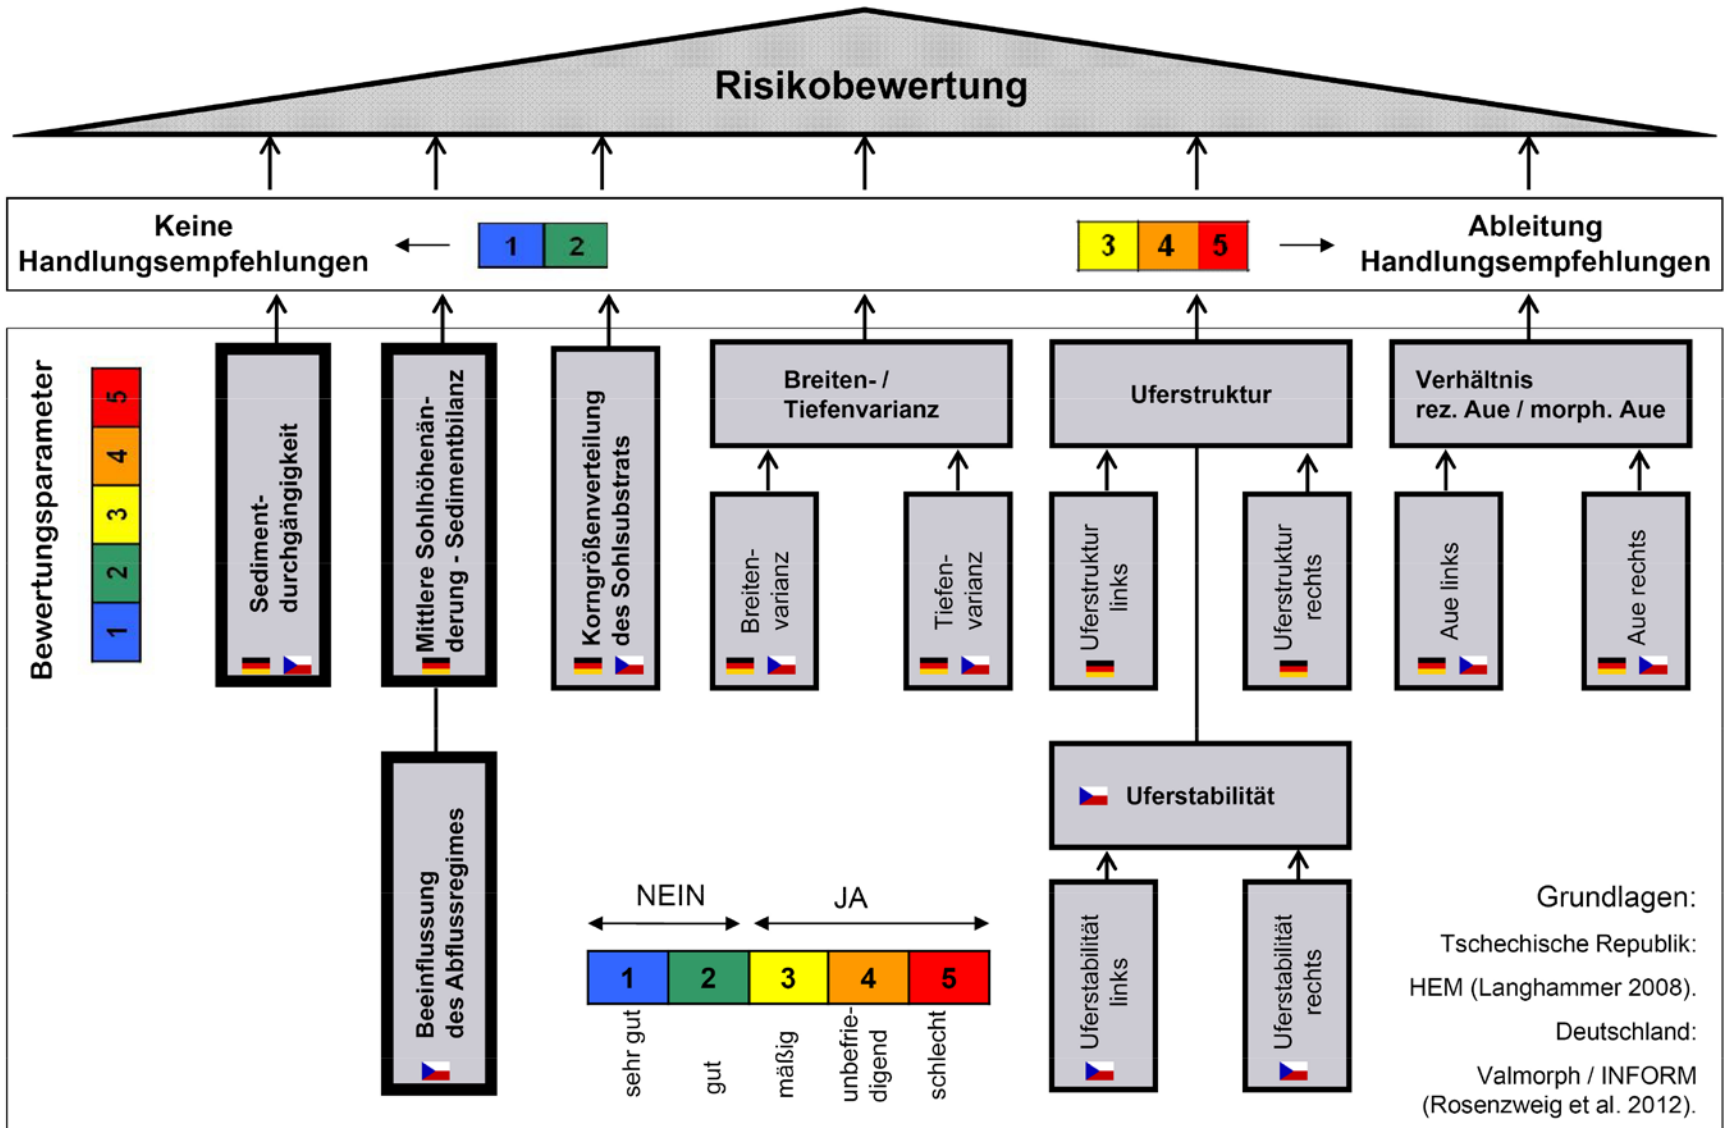 Risikobewertung
Keine
Handlungsempfehlungen
1 2
3 4 5
Ableitung
Handlungsempfehlungen
Bewertungsparameter
5
4
3
2
1
Sediment-
durchgängigkeit
Mittlere Sohlhöhenän-
derung - Sedimentbilanz
Korngrößenverteilung
des Sohlsubstrats
Breiten- /
Tiefenvarianz
Uferstruktur
Verhältnis
rez. Aue / morph. Aue
Breiten-
varianz
Tiefen-
varianz
Uferstruktur
links
Uferstruktur
rechts
Aue links
Aue rechts
Beeinflussung
des Abflussregimes
Uferstabilität
Uferstabilität
links
Uferstabilität
rechts
NEIN JA
1 2 3 4 5
sehr gut
gut
mäßig
unbefrie-
digend
schlecht
Grundlagen:
Tschechische Republik:
HEM (Langhammer 2008).
Deutschland:
Valmorph / INFORM
(Rosenzweig et al. 2012).